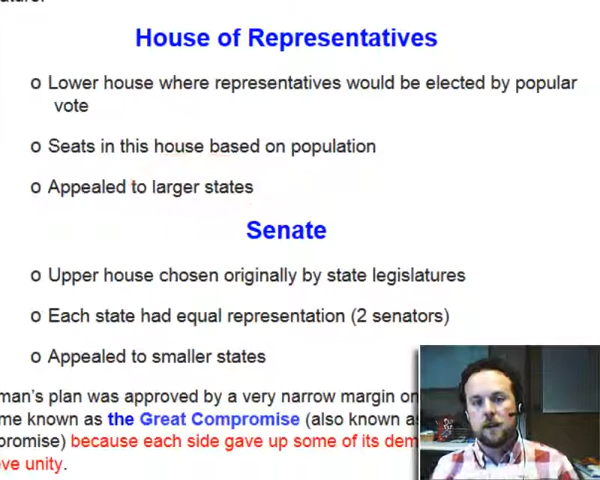 House of Representatives
o Lower house where representatives would be elected by popular
vote
o Seats in this house based on population
o Appealed to larger states
Senate
o Upper house chosen originally by state legislatures
o Each state had equal representation (2 senators)
o Appealed to smaller states
man's plan was approved by a very narrow margin on
me known as the Great Compromise (also known as
promise) because each side gave up some of its dem
eve unity.